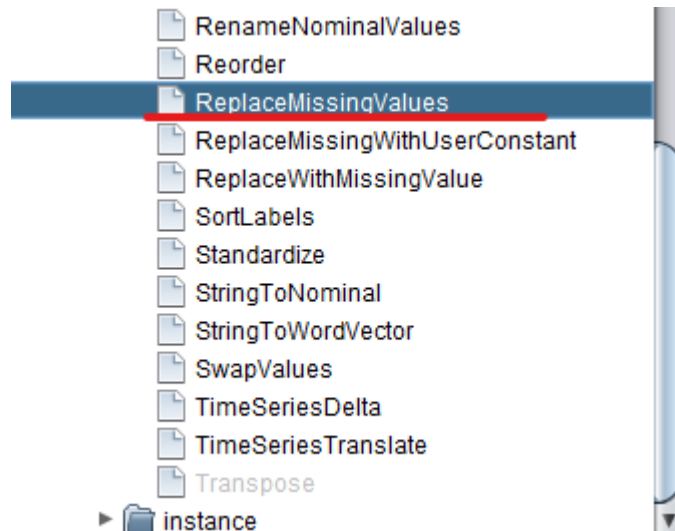 RenameNominalValues
Reorder
ReplaceMissingValues
ReplaceMissingWithUserConstant
ReplaceWithMissingValue
SortLabels
Standardize
StringToNominal
StringToWordVector
SwapValues
TimeSeriesDelta
TimeSeriesTranslate
Transpose
instance